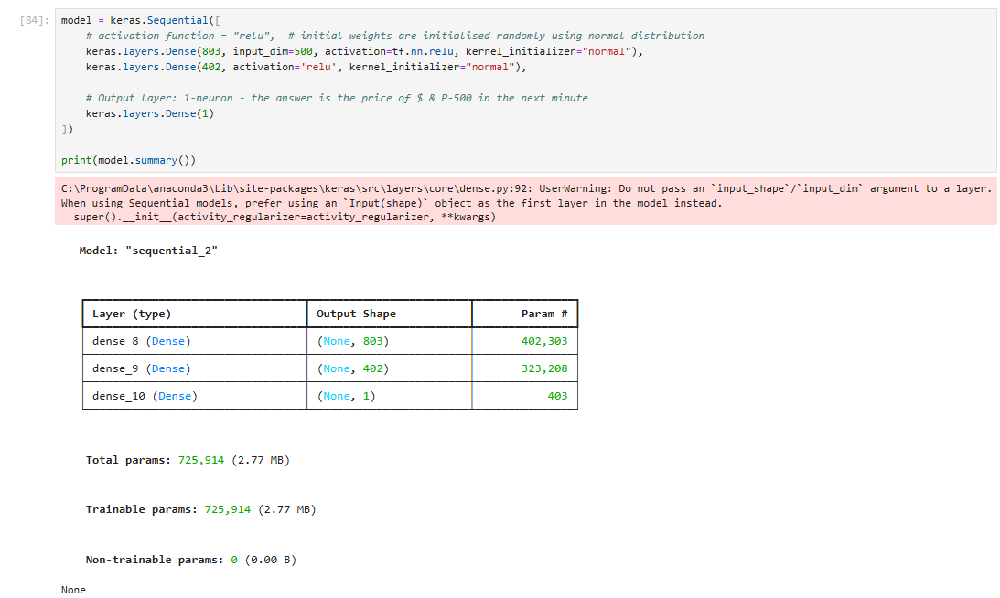 [84]:
model = keras.Sequential([
    # activation function = "relu",  # initial weights are initialised randomly using normal distribution
    keras.layers.Dense(803, input_dim=500, activation=tf.nn.relu, kernel_initializer="normal"),
    keras.layers.Dense(402, activation='relu', kernel_initializer="normal"),
    # Output layer: 1-neuron - the answer is the price of $ & P-500 in the next minute
    keras.layers.Dense(1)
])
print(model.summary())
C:\ProgramData\anaconda3\Lib\site-packages\keras\src\layers\core\dense.py:92: UserWarning: Do not pass an `input_shape`/`input_dim` argument to a layer.
When using Sequential models, prefer using an `Input(shape)` object as the first layer in the model instead.
  super().__init__(activity_regularizer=activity_regularizer, **kwargs)
Model: "sequential_2"
Layer (type) Output Shape Param #
dense_8 (Dense) (None, 803) 402,303
dense_9 (Dense) (None, 402) 323,208
dense_10 (Dense) (None, 1) 403
Total params: 725,914 (2.77 MB)
Trainable params: 725,914 (2.77 MB)
Non-trainable params: 0 (0.00 B)
None